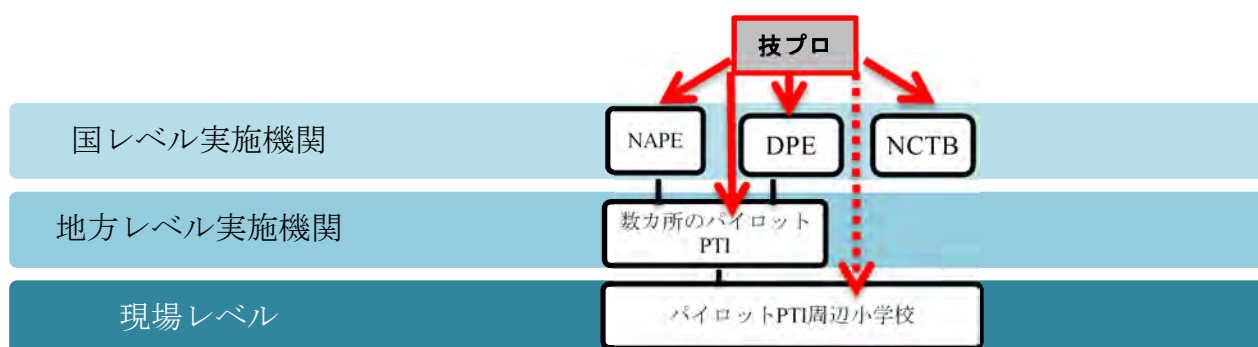 技プロ
国レベル実施機関
NAPE
DPE
NCTB
地方レベル実施機関
数カ所のパイロット
PTI
現場レベル
パイロットPTI周辺小学校